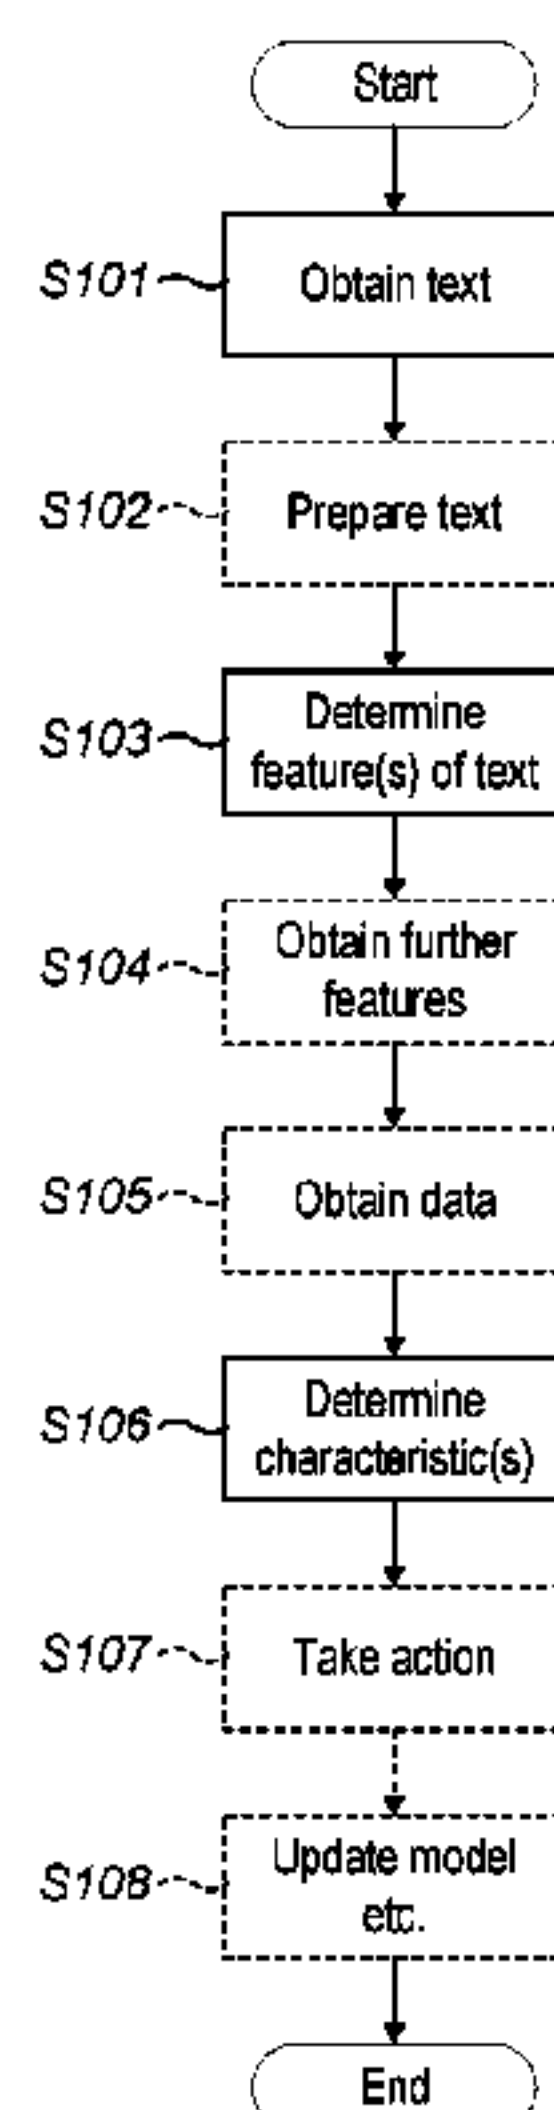 Start
S101
Obtain text
S102
Prepare text
S103
Determine
feature(s) of text
S104
Obtain further
features
S105
Obtain data
S106
Determine
characteristic(s)
S107
Take action
S108
Update model
etc.
End